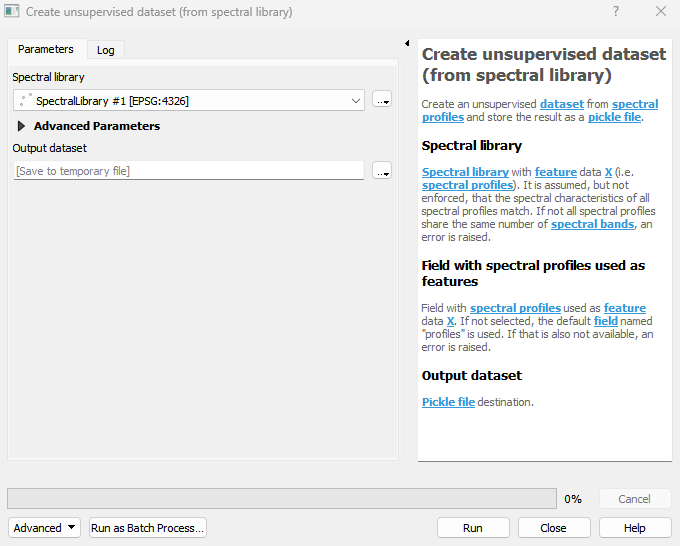 Create unsupervised dataset (from spectral library)
Parameters
Log
Spectral library
SpectralLibrary #1 [EPSG:4326]
...
Advanced Parameters
Output dataset
[Save to temporary file]
...
Create unsupervised dataset
(from spectral library)
Create an unsupervised dataset from spectral
profiles and store the result as a pickle file.
Spectral library
Spectral library with feature data X (i.e.
spectral profiles). It is assumed, but not
enforced, that the spectral characteristics of all
spectral profiles match. If not all spectral profiles
share the same number of spectral bands, an
error is raised.
Field with spectral profiles used as
features
Field with spectral profiles used as feature
data X. If not selected, the default field named
"profiles" is used. If that is also not available, an
error is raised.
Output dataset
Pickle file destination.
0%
Cancel
Advanced
Run as Batch Process...
Run
Close
Help